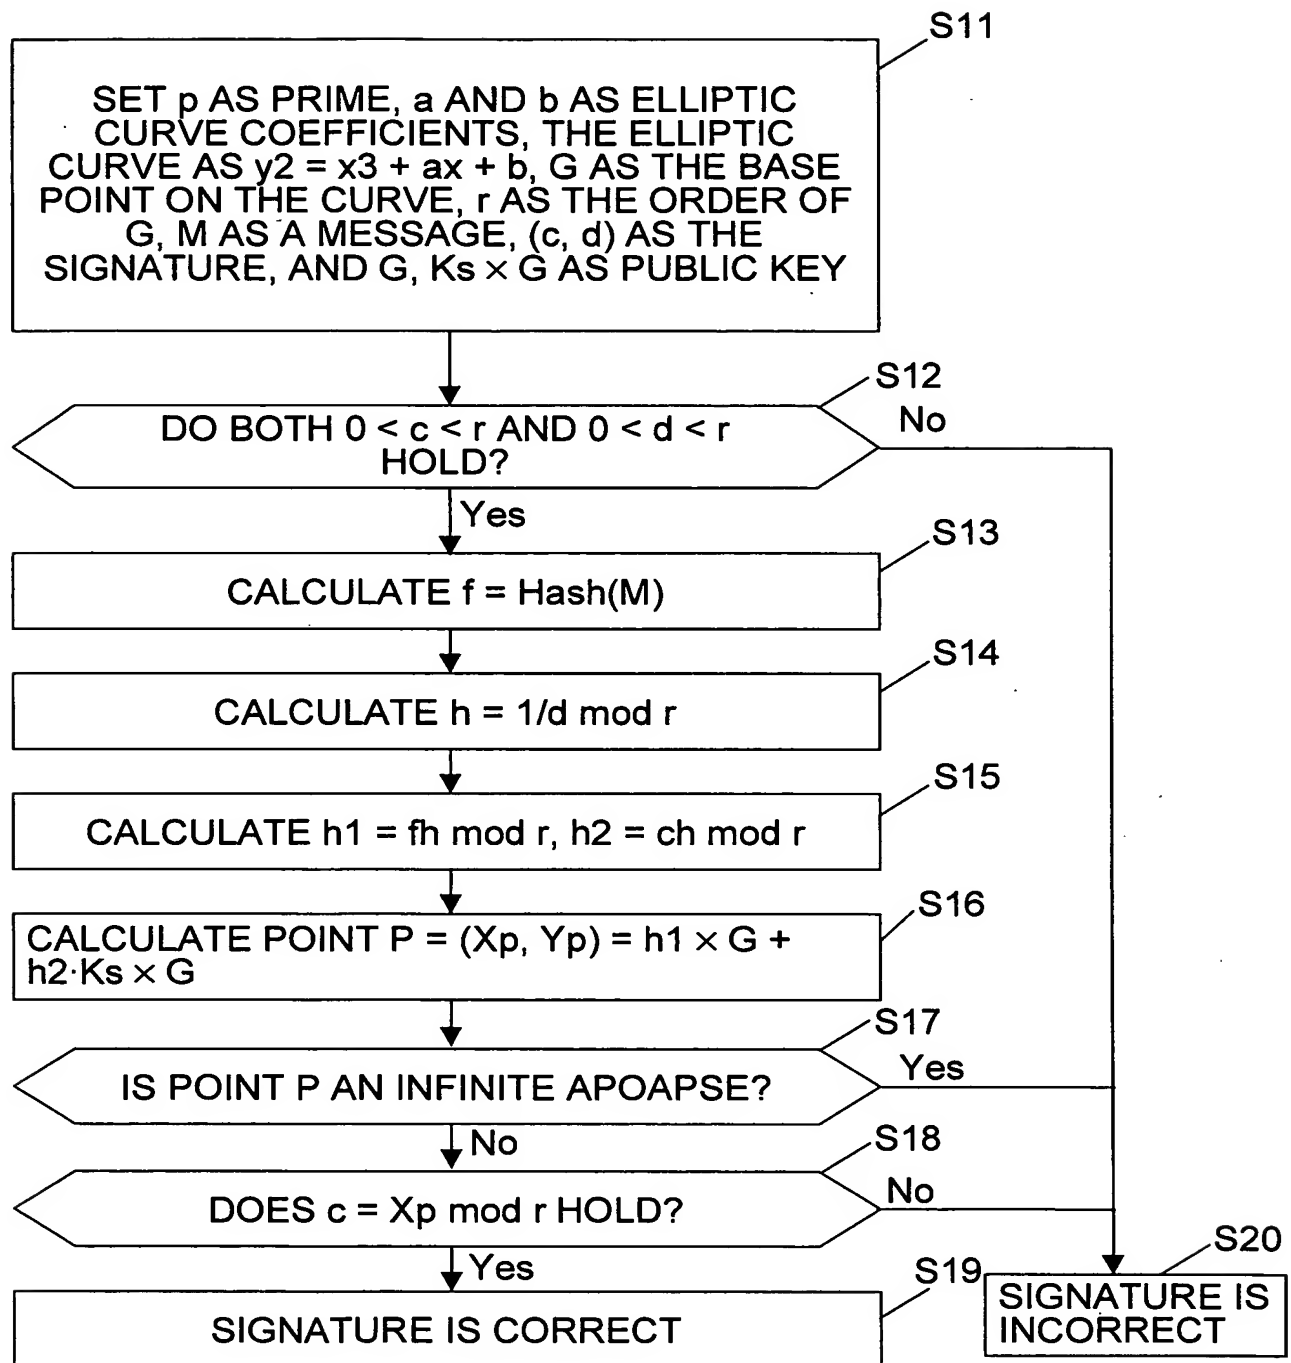 S11
SET p AS PRIME, a AND b AS ELLIPTIC
CURVE COEFFICIENTS, THE ELLIPTIC
CURVE AS y2 = x3 + ax + b, G AS THE BASE
POINT ON THE CURVE, r AS THE ORDER OF
G, M AS A MESSAGE, (c, d) AS THE
SIGNATURE, AND G, Ks × G AS PUBLIC KEY
S12
DO BOTH 0 < c < r AND 0 < d < r
HOLD?
No
Yes
S13
CALCULATE f = Hash(M)
S14
CALCULATE h = 1/d mod r
S15
CALCULATE h1 = fh mod r, h2 = ch mod r
S16
CALCULATE POINT P = (Xp, Yp) = h1 × G +
h2·Ks × G
S17
IS POINT P AN INFINITE APOAPSE?
Yes
No
S18
DOES c = Xp mod r HOLD?
No
Yes
S19
SIGNATURE IS CORRECT
S20
SIGNATURE IS
INCORRECT